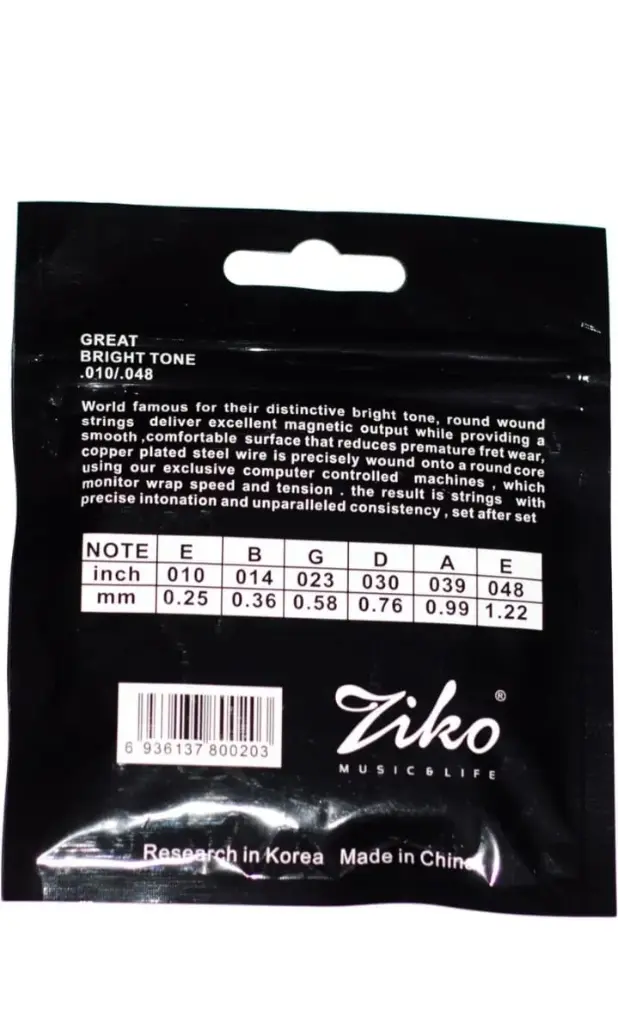 GREAT
BRIGHT TONE
.010/.048
World famous for their distinctive bright tone, round wound
strings deliver excellent magnetic output while providing a
smooth ,comfortable surface that reduces premature fret wear,
copper plated steel wire is precisely wound onto a round core
using our exclusive computer controlled machines , which
monitor wrap speed and tension . the result is strings with
precise intonation and unparalleled consistency , set after set
NOTE E B G D A E
inch 010 014 023 030 039 048
mm 0.25 0.36 0.58 0.76 0.99 1.22
6 936137 800203
Ziko ®
MUSIC&LIFE
Research in Korea Made in China